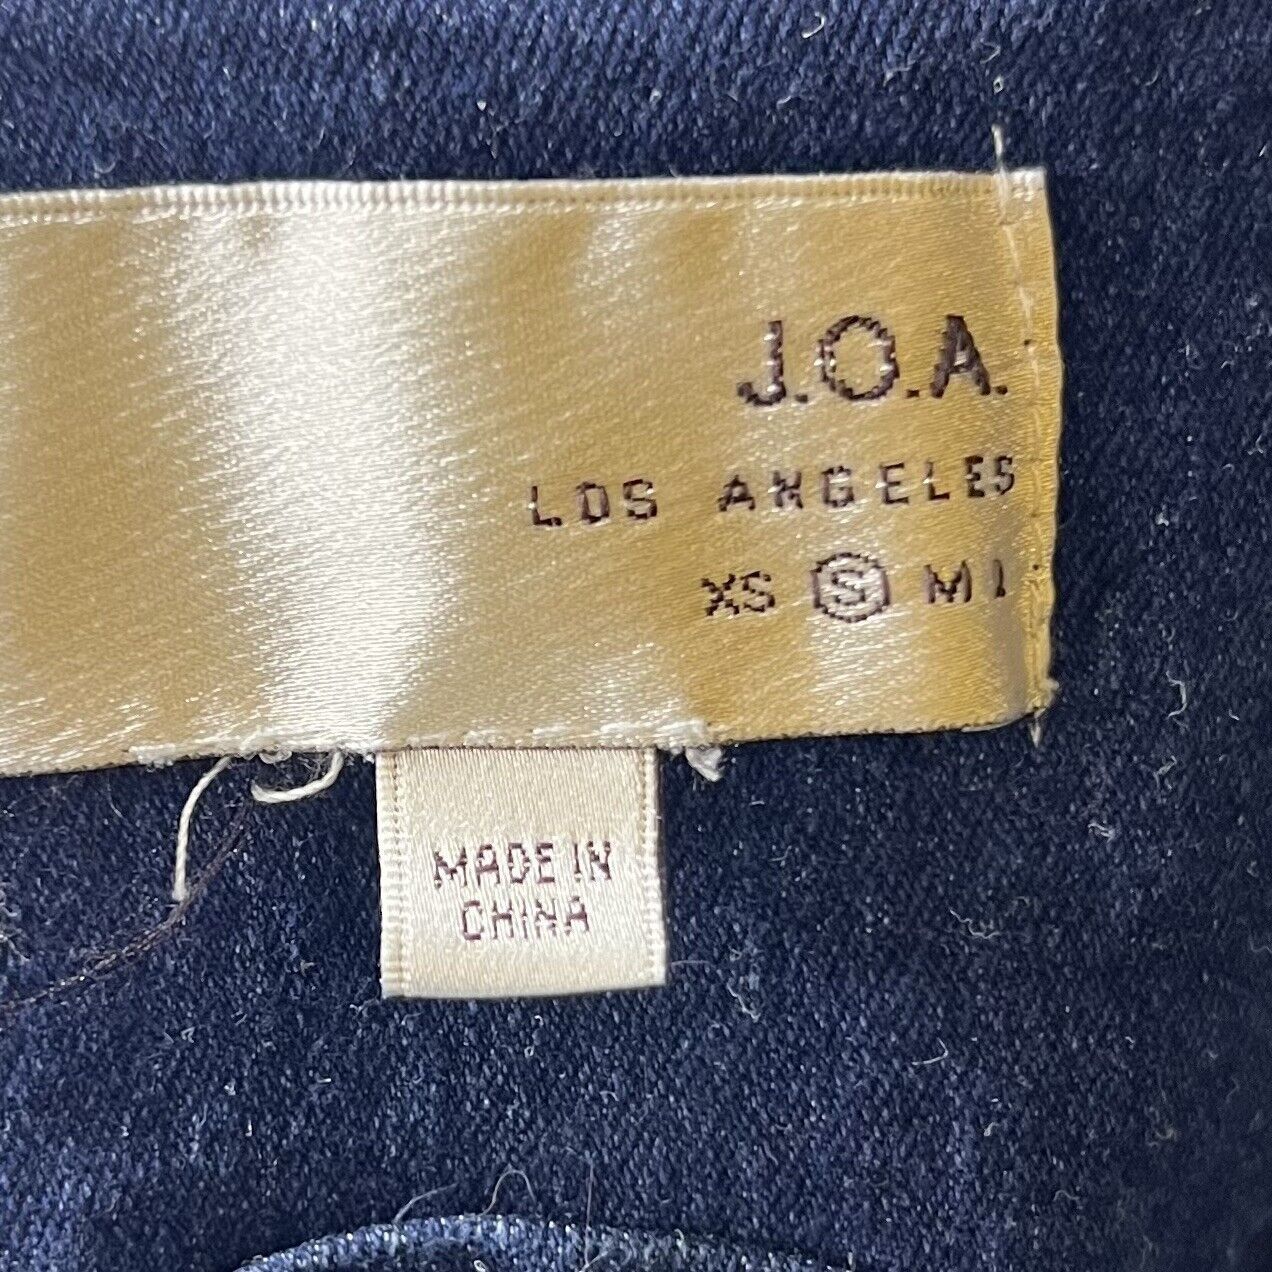 J.O.A.
LOS ANGELES
XS S M L
MADE IN
CHINA